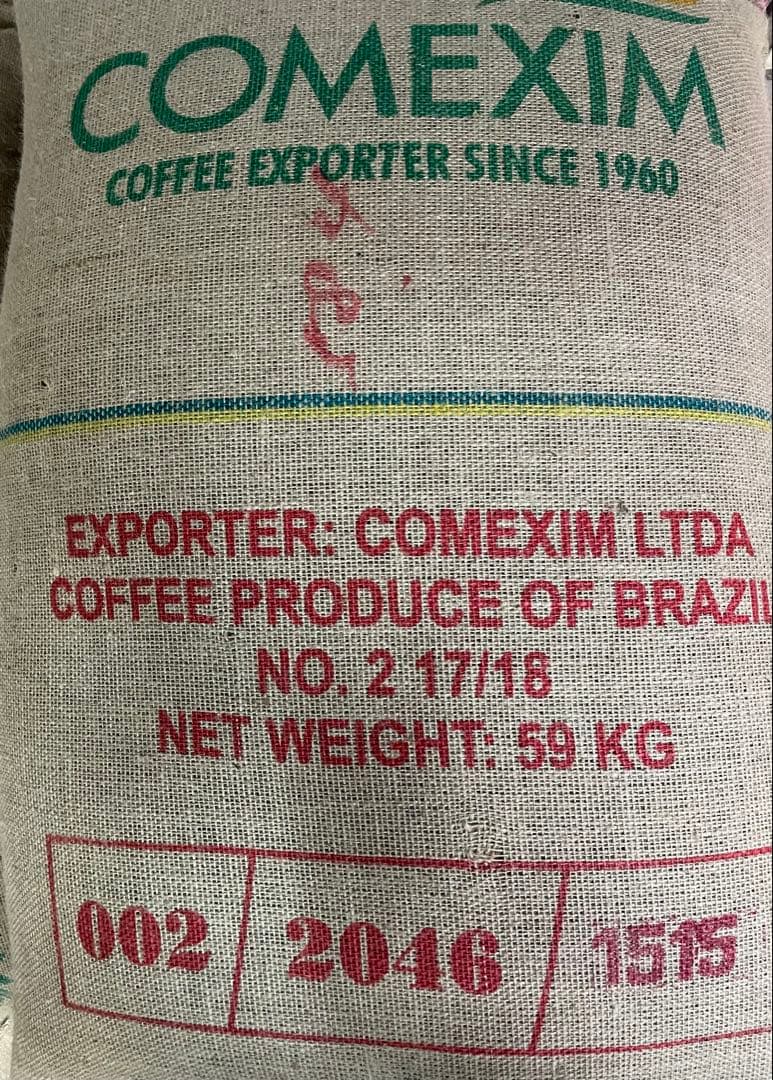 COMEXIM
COFFEE EXPORTER SINCE 1960
EXPORTER: COMEXIM LTDA
COFFEE PRODUCE OF BRAZIL
NO. 2 17/18
NET WEIGHT: 59 KG
002 2046 1515